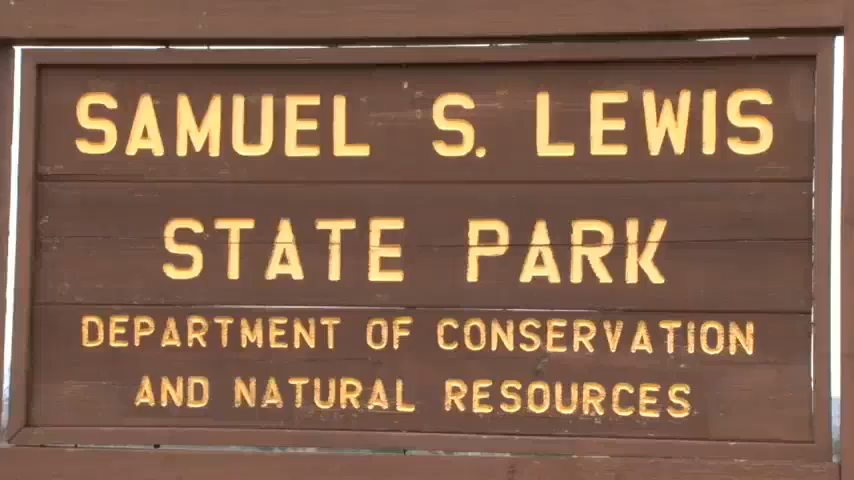 SAMUEL S. LEWIS
STATE PARK
DEPARTMENT OF CONSERVATION
AND NATURAL RESOURCES